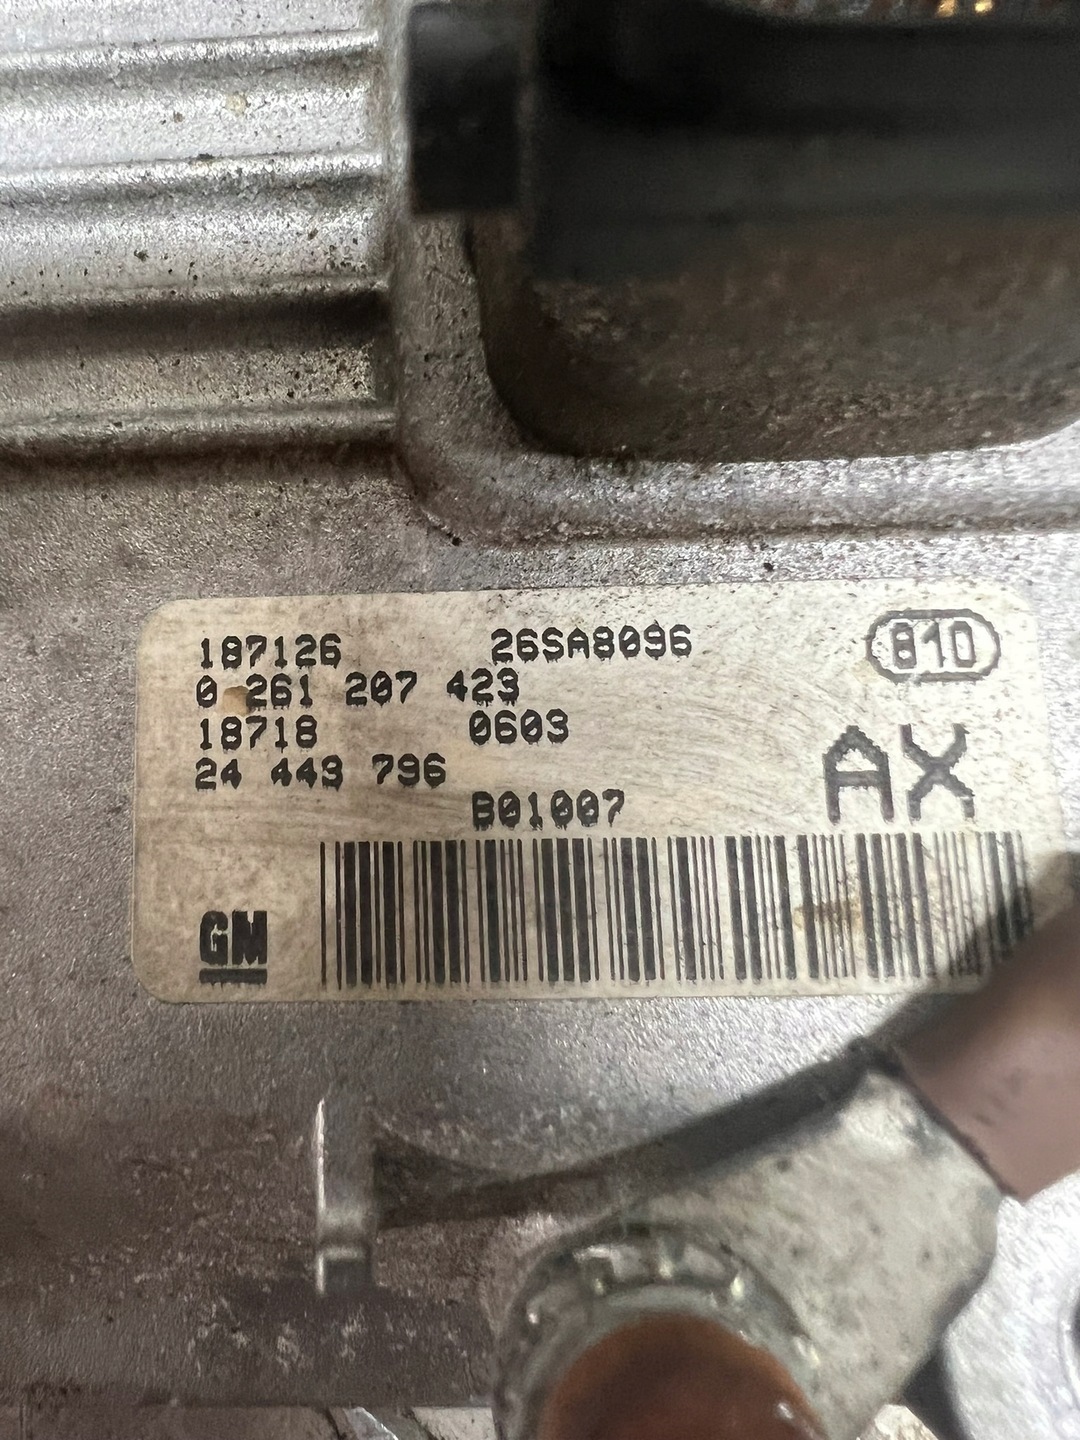 187126 26SA8096 810
0 261 207 423
18718 0603
24 443 796 AX
B01007
GM